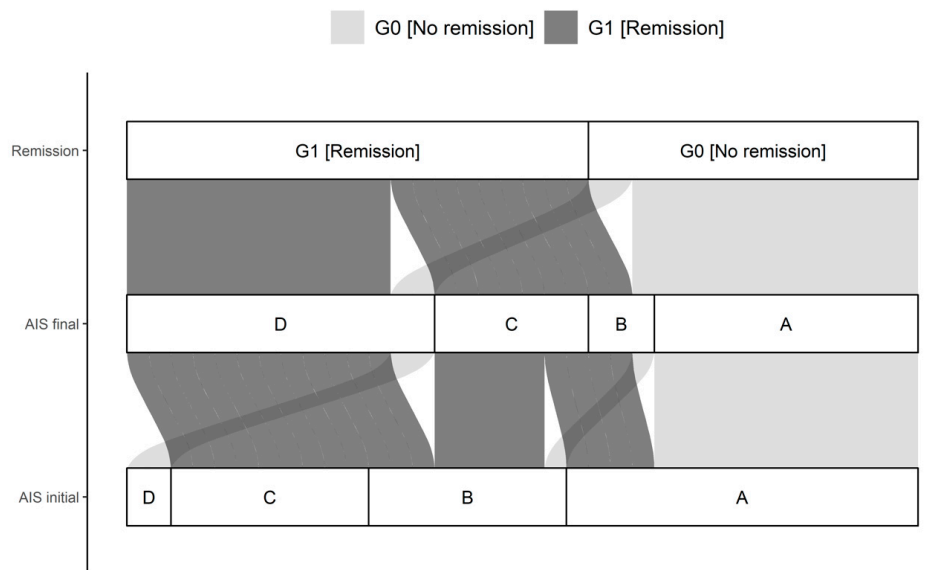 G0 [No remission] G1 [Remission]
Remission G1 [Remission] G0 [No remission]
AIS final D C B A
AIS initial D C B A